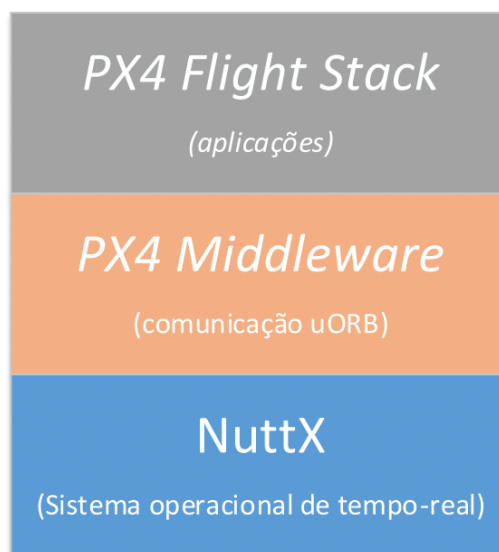 PX4 Flight Stack
(aplicações)
PX4 Middleware
(comunicação uORB)
NuttX
(Sistema operacional de tempo-real)